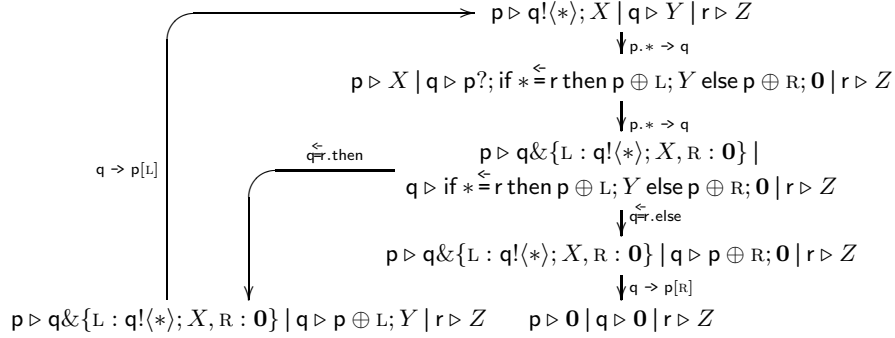 p ▷ q!⟨∗⟩; X | q ▷ Y | r ▷ Z
p.∗ → q
p ▷ X | q ▷ p?; if ∗ ⬿= r then p ⊕ L; Y else p ⊕ R; 0 | r ▷ Z
p.∗ → q
p ▷ q&{L : q!⟨∗⟩; X, R : 0} |
q ▷ if ∗ ⬿= r then p ⊕ L; Y else p ⊕ R; 0 | r ▷ Z
q → p[L]
q⬿=r.then
q⬿=r.else
p ▷ q&{L : q!⟨∗⟩; X, R : 0} | q ▷ p ⊕ R; 0 | r ▷ Z
q → p[R]
p ▷ q&{L : q!⟨∗⟩; X, R : 0} | q ▷ p ⊕ L; Y | r ▷ Z
p ▷ 0 | q ▷ 0 | r ▷ Z